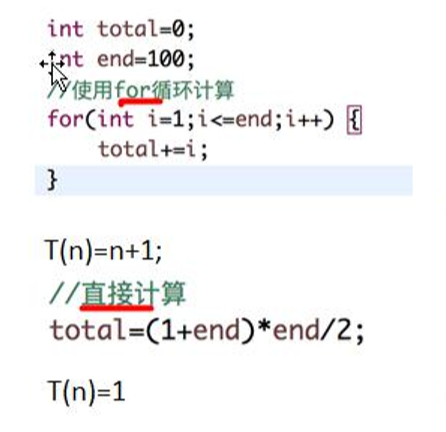 int total=0;
int end=100;
//使用for循环计算
for(int i=1;i<=end;i++) {
total+=i;
}
T(n)=n+1;
//直接计算
total=(1+end)*end/2;
T(n)=1